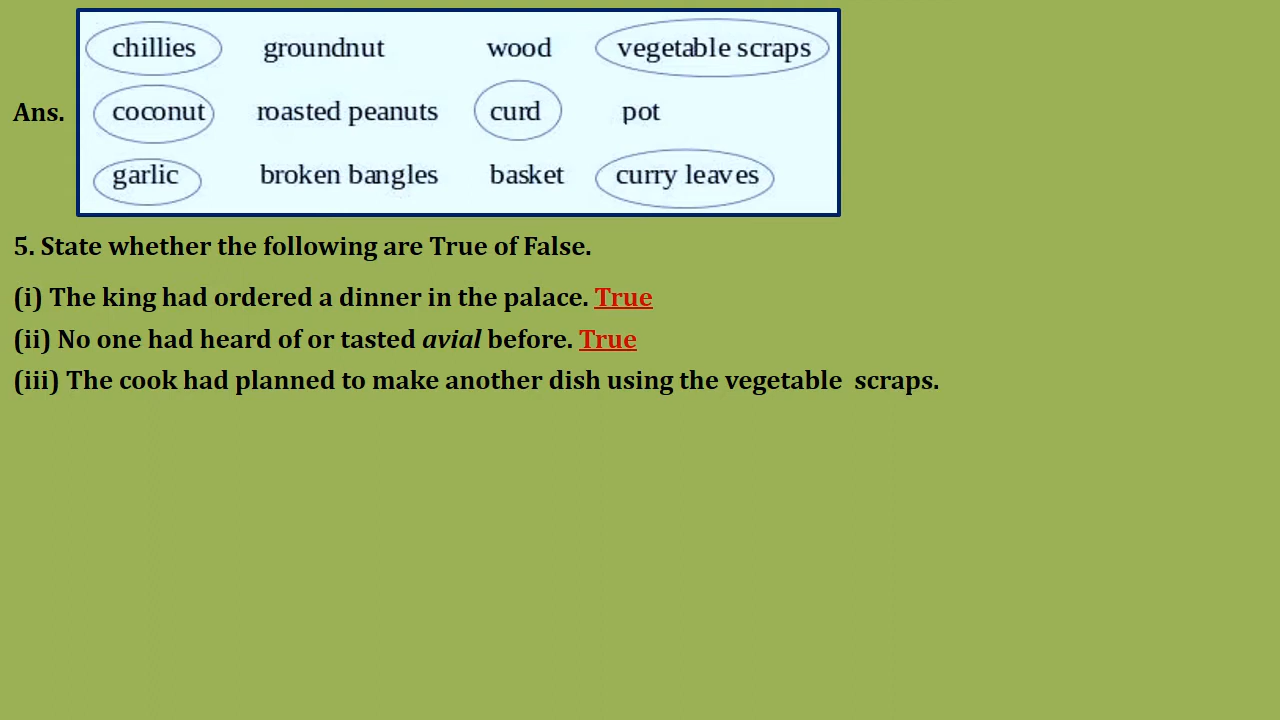 chillies groundnut wood vegetable scraps
Ans. coconut roasted peanuts curd pot
garlic broken bangles basket curry leaves
5. State whether the following are True of False.
(i) The king had ordered a dinner in the palace. True
(ii) No one had heard of or tasted avial before. True
(iii) The cook had planned to make another dish using the vegetable scraps.